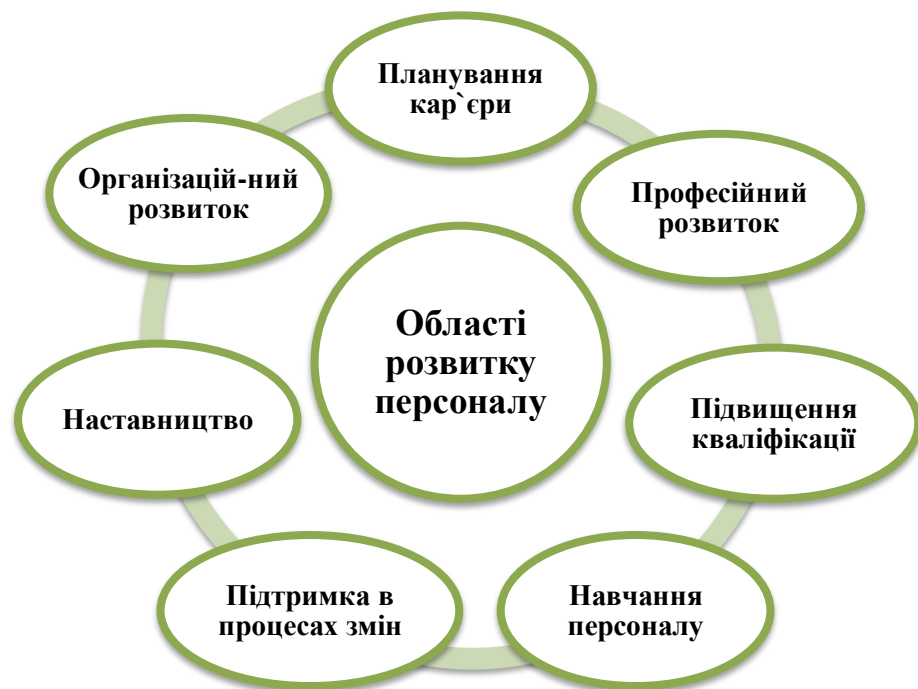 Планування
кар`єри
Організацій-ний
розвиток
Професійний
розвиток
Області
розвитку
персоналу
Наставництво
Підвищення
кваліфікації
Підтримка в
процесах змін
Навчання
персоналу